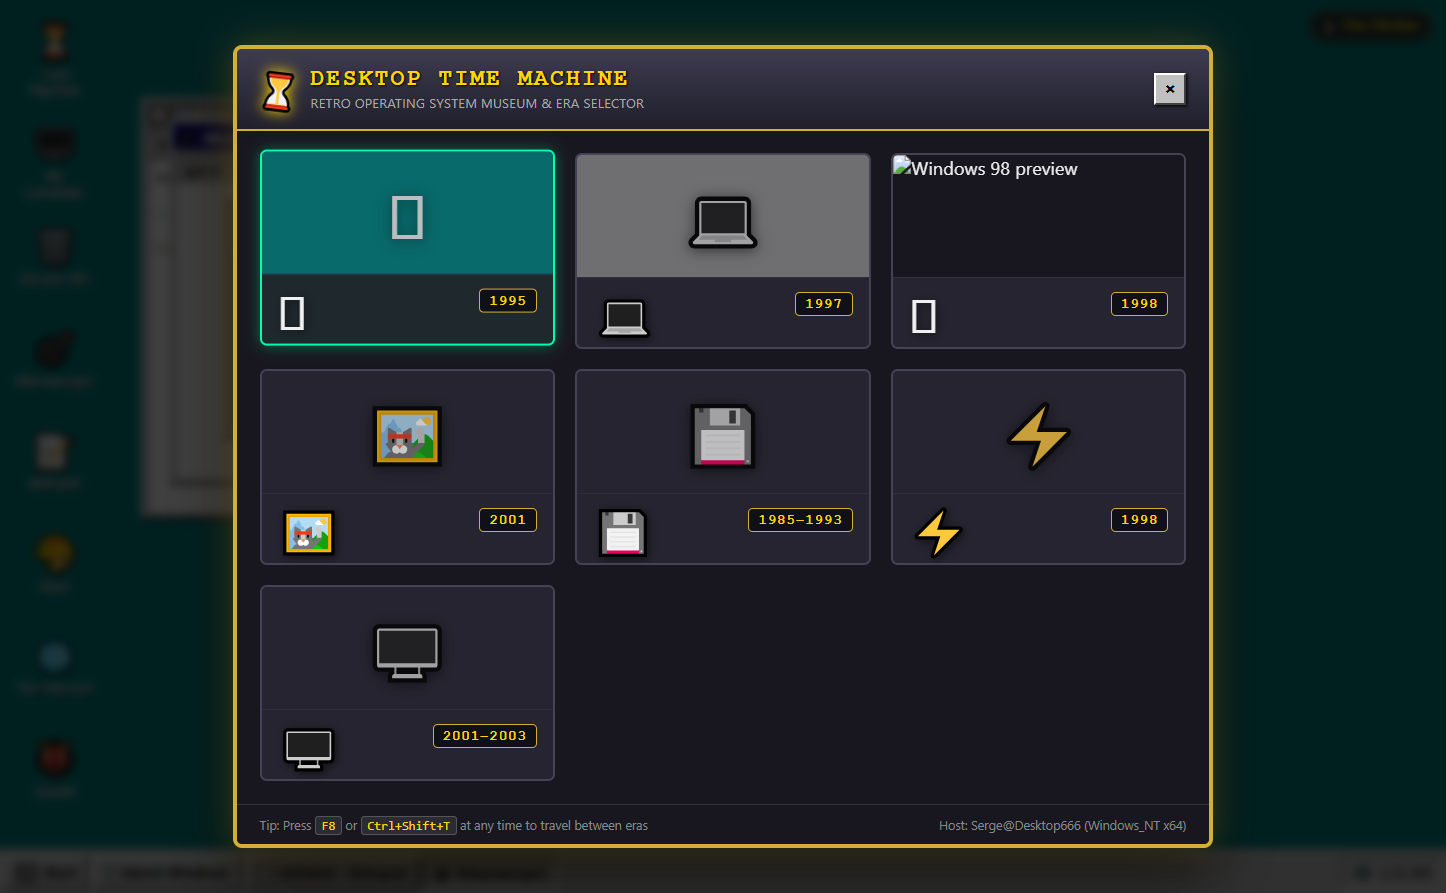 DESKTOP TIME MACHINE
RETRO OPERATING SYSTEM MUSEUM & ERA SELECTOR
×
Windows 98 preview
1995
1997
1998
2001
1985–1993
1998
2001–2003
Tip: Press F8 or Ctrl+Shift+T at any time to travel between eras
Host: Serge@Desktop666 (Windows_NT x64)